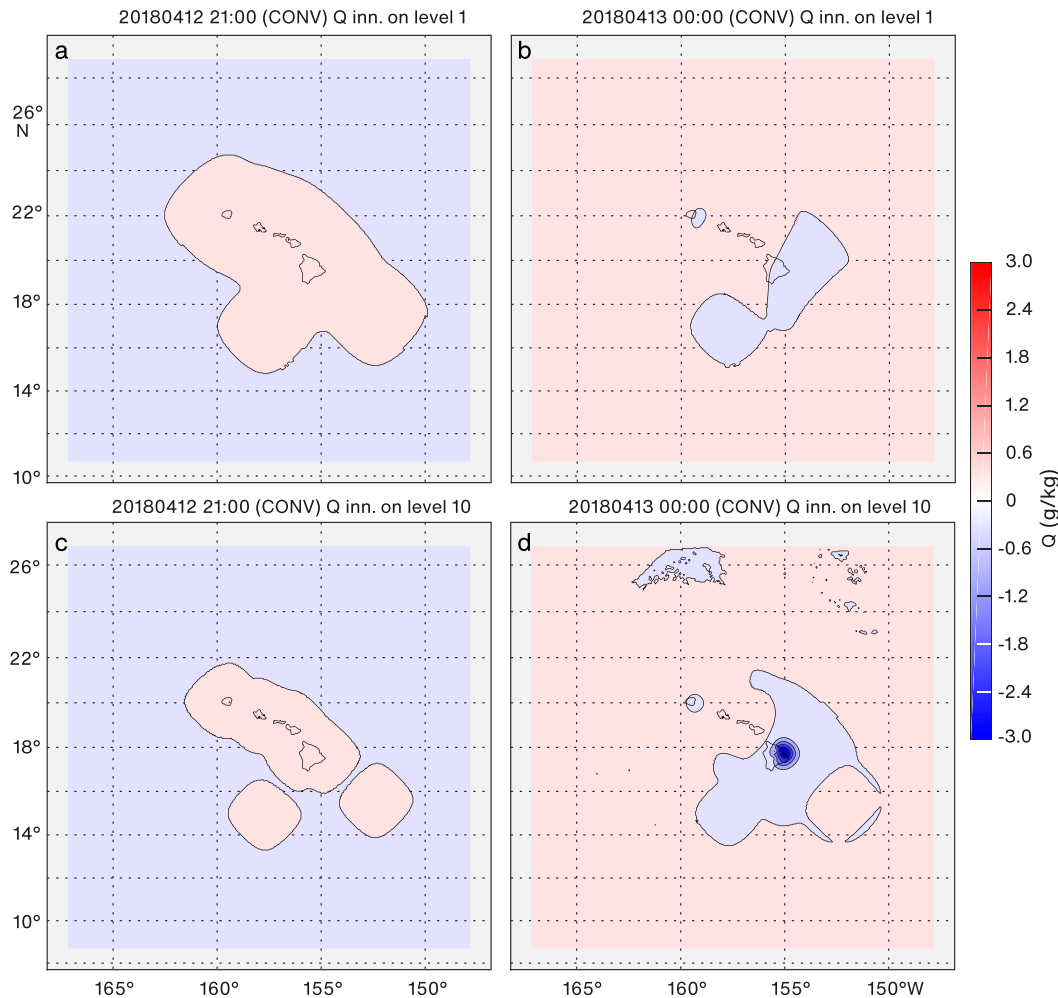 20180412 21:00 (CONV) Q inn. on level 1
20180413 00:00 (CONV) Q inn. on level 1
a
b
26°
N
22°
18°
14°
10°
3.0
2.4
1.8
1.2
0.6
0
-0.6
-1.2
-1.8
-2.4
-3.0
Q (g/kg)
20180412 21:00 (CONV) Q inn. on level 10
20180413 00:00 (CONV) Q inn. on level 10
c
d
26°
22°
18°
14°
10°
165° 160° 155° 150°
165° 160° 155° 150°W